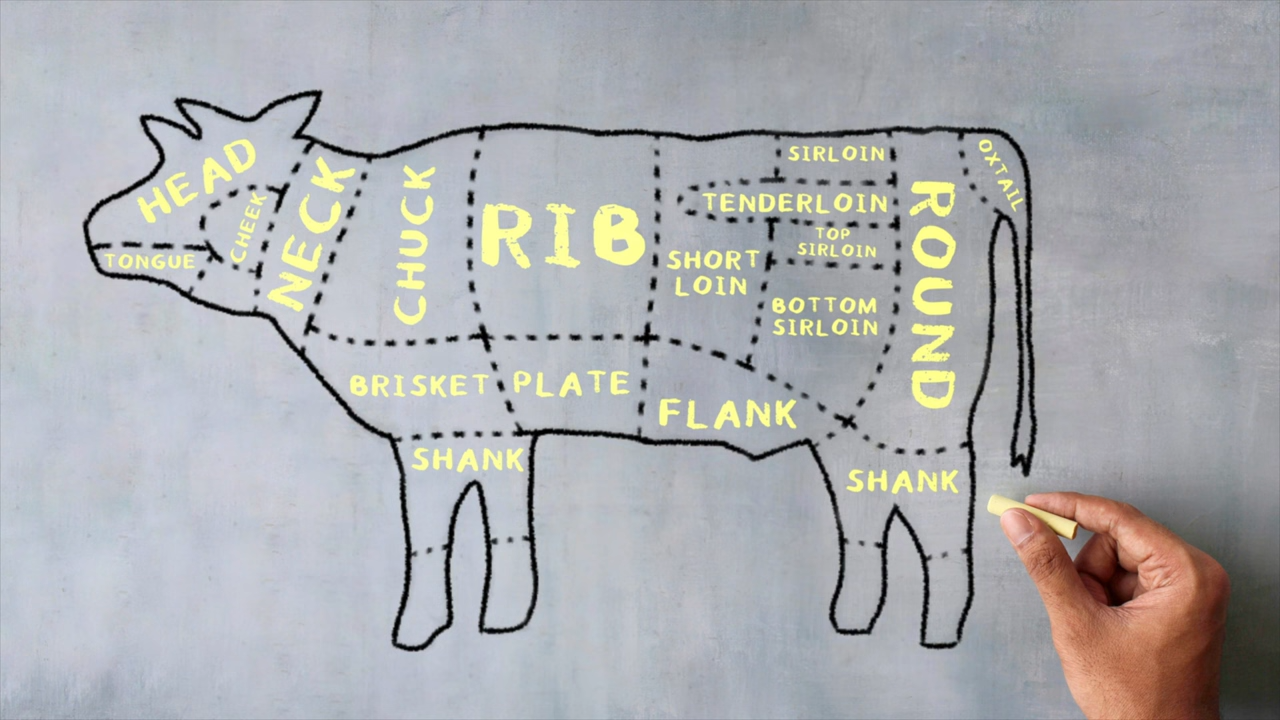 HEAD
CHEEK
TONGUE
NECK
CHUCK
RIB
SHORT
LOIN
SIRLOIN
TENDERLOIN
TOP
SIRLOIN
BOTTOM
SIRLOIN
ROUND
OXTAIL
BRISKET
PLATE
FLANK
SHANK
SHANK